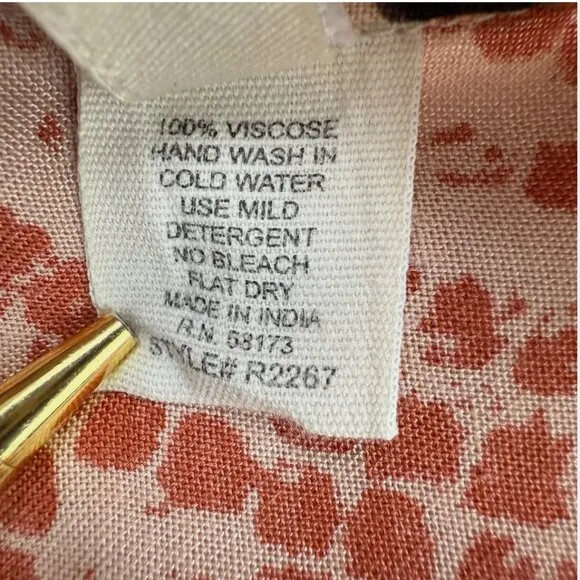 100% VISCOSE
HAND WASH IN
COLD WATER
USE MILD
DETERGENT
NO BLEACH
FLAT DRY
MADE IN INDIA
R.N. 58173
STYLE# R2267